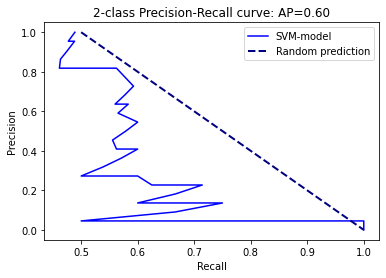 2-class Precision-Recall curve: AP=0.60
SVM-model
Random prediction
Precision
1.0
0.8
0.6
0.4
0.2
0.0
0.5 0.6 0.7 0.8 0.9 1.0
Recall